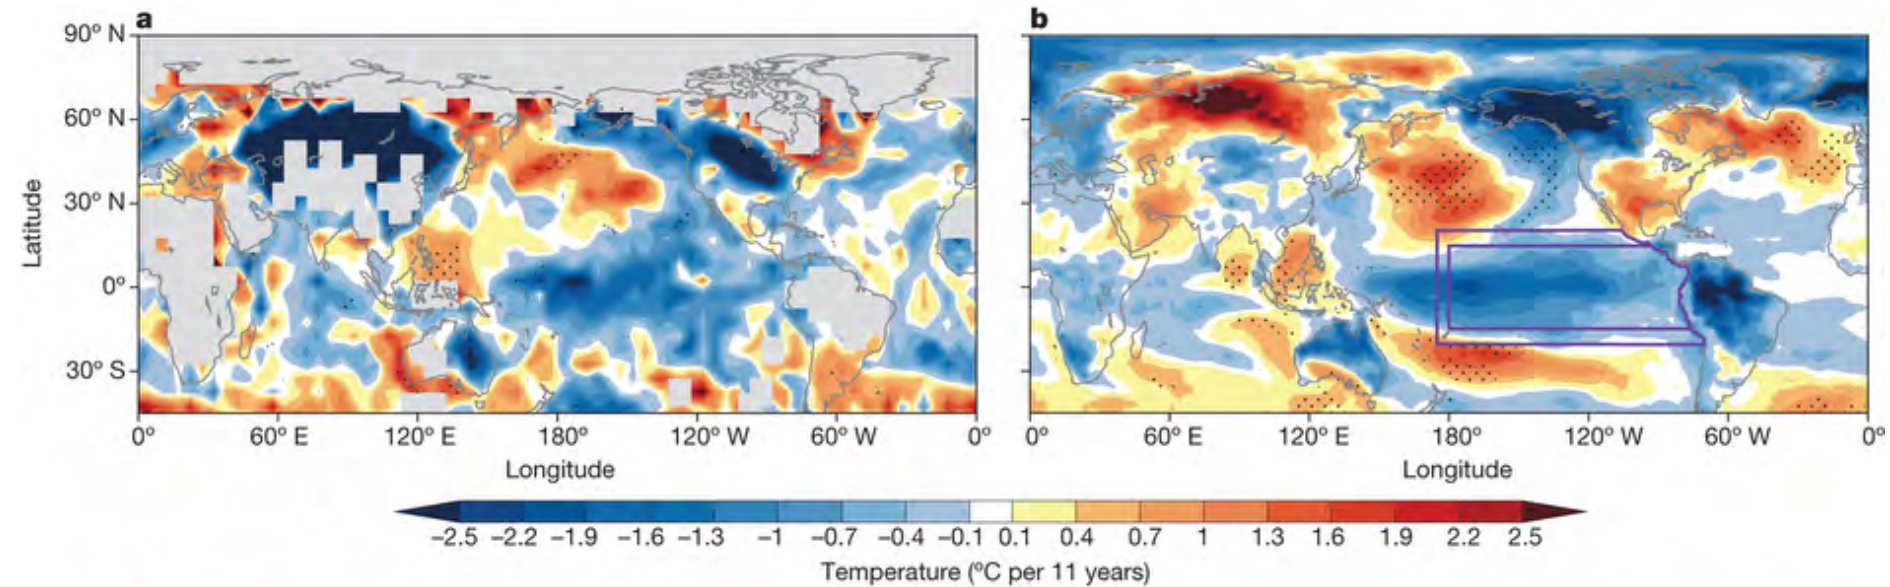 a b
90° N
60° N
30° N
0°
30° S
Latitude
0° 60° E 120° E 180° 120° W 60° W 0°
0° 60° E 120° E 180° 120° W 60° W 0°
Longitude Longitude
−2.5 −2.2 −1.9 −1.6 −1.3 −1 −0.7 −0.4 −0.1 0.1 0.4 0.7 1 1.3 1.6 1.9 2.2 2.5
Temperature (°C per 11 years)